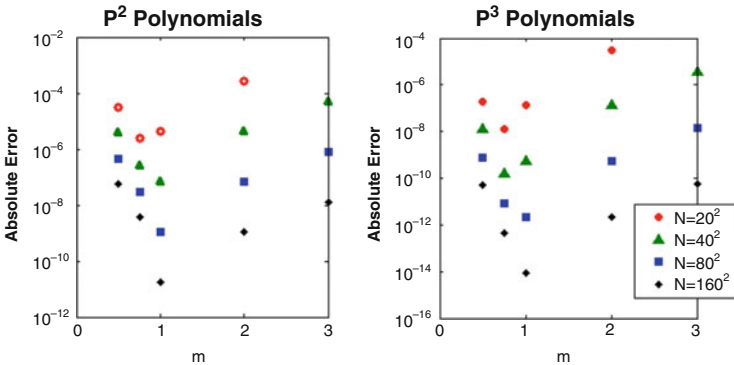 P² Polynomials
Absolute Error
10⁻²
10⁻⁴
10⁻⁶
10⁻⁸
10⁻¹⁰
10⁻¹²
0
1
2
3
m
P³ Polynomials
Absolute Error
10⁻⁴
10⁻⁶
10⁻⁸
10⁻¹⁰
10⁻¹²
10⁻¹⁴
10⁻¹⁶
0
1
2
3
m
N=20²
N=40²
N=80²
N=160²